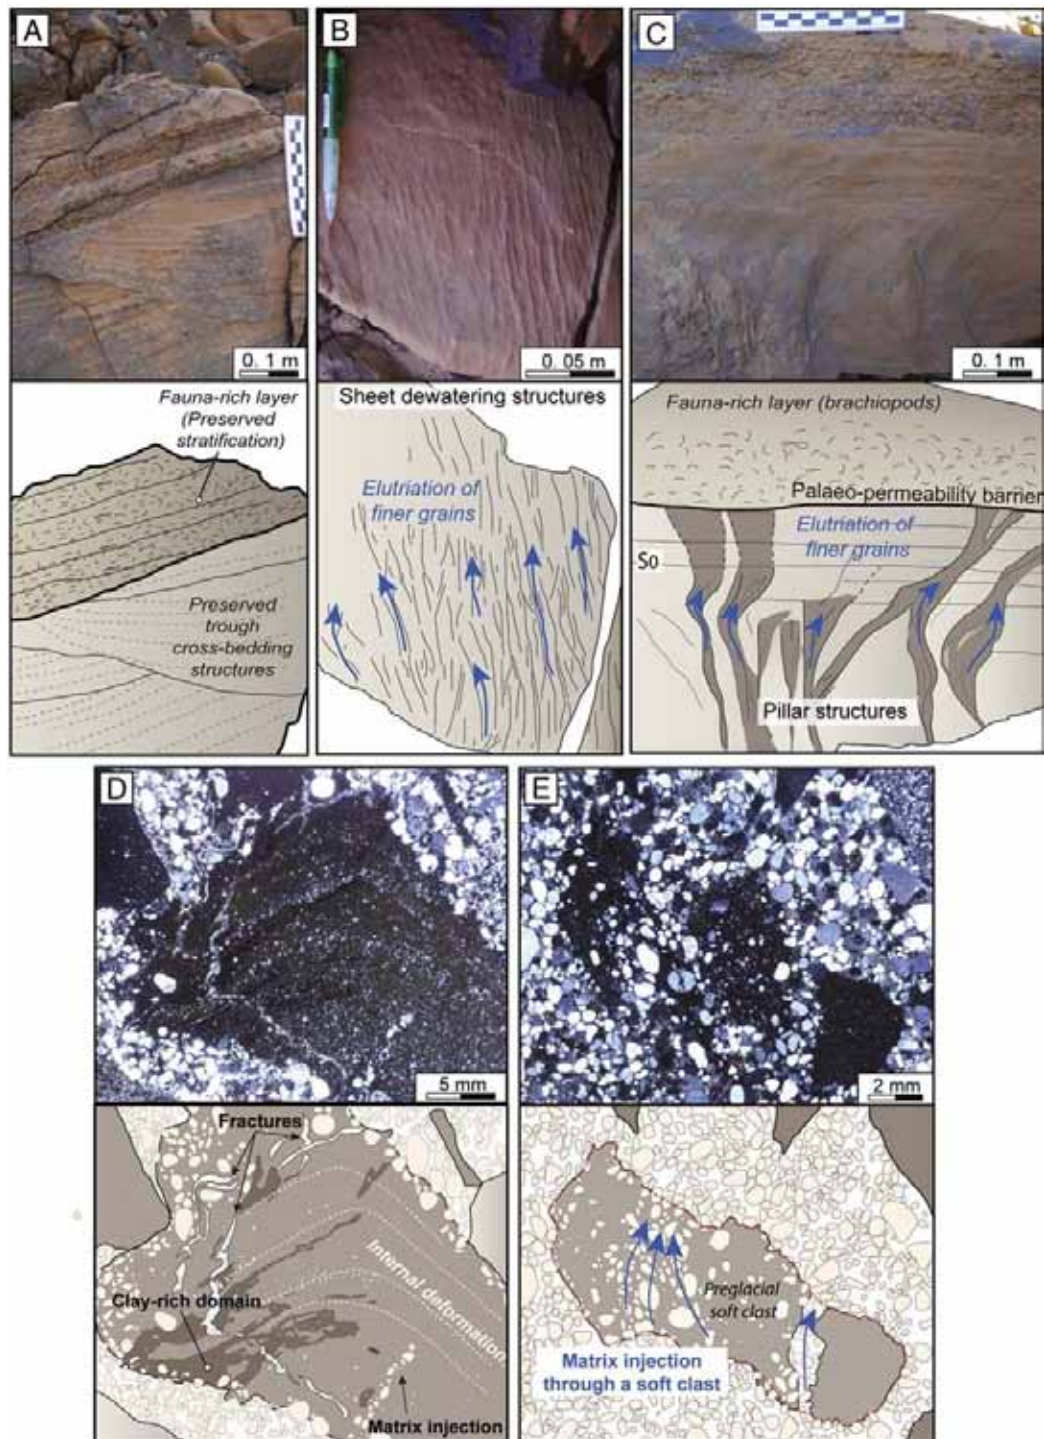 A
B
C
0. 1 m
0. 05 m
0. 1 m
Fauna-rich layer
(Preserved
stratification)
Preserved
trough
cross-bedding
structures
Sheet dewatering structures
Elutriation of
finer grains
Fauna-rich layer (brachiopods)
Palaeo-permeability barrier
Elutriation of
finer grains
S0
Pillar structures
D
E
5 mm
2 mm
Fractures
Internal deformation
Clay-rich domain
Matrix injection
Preglacial
soft clast
Matrix injection
through a soft clast